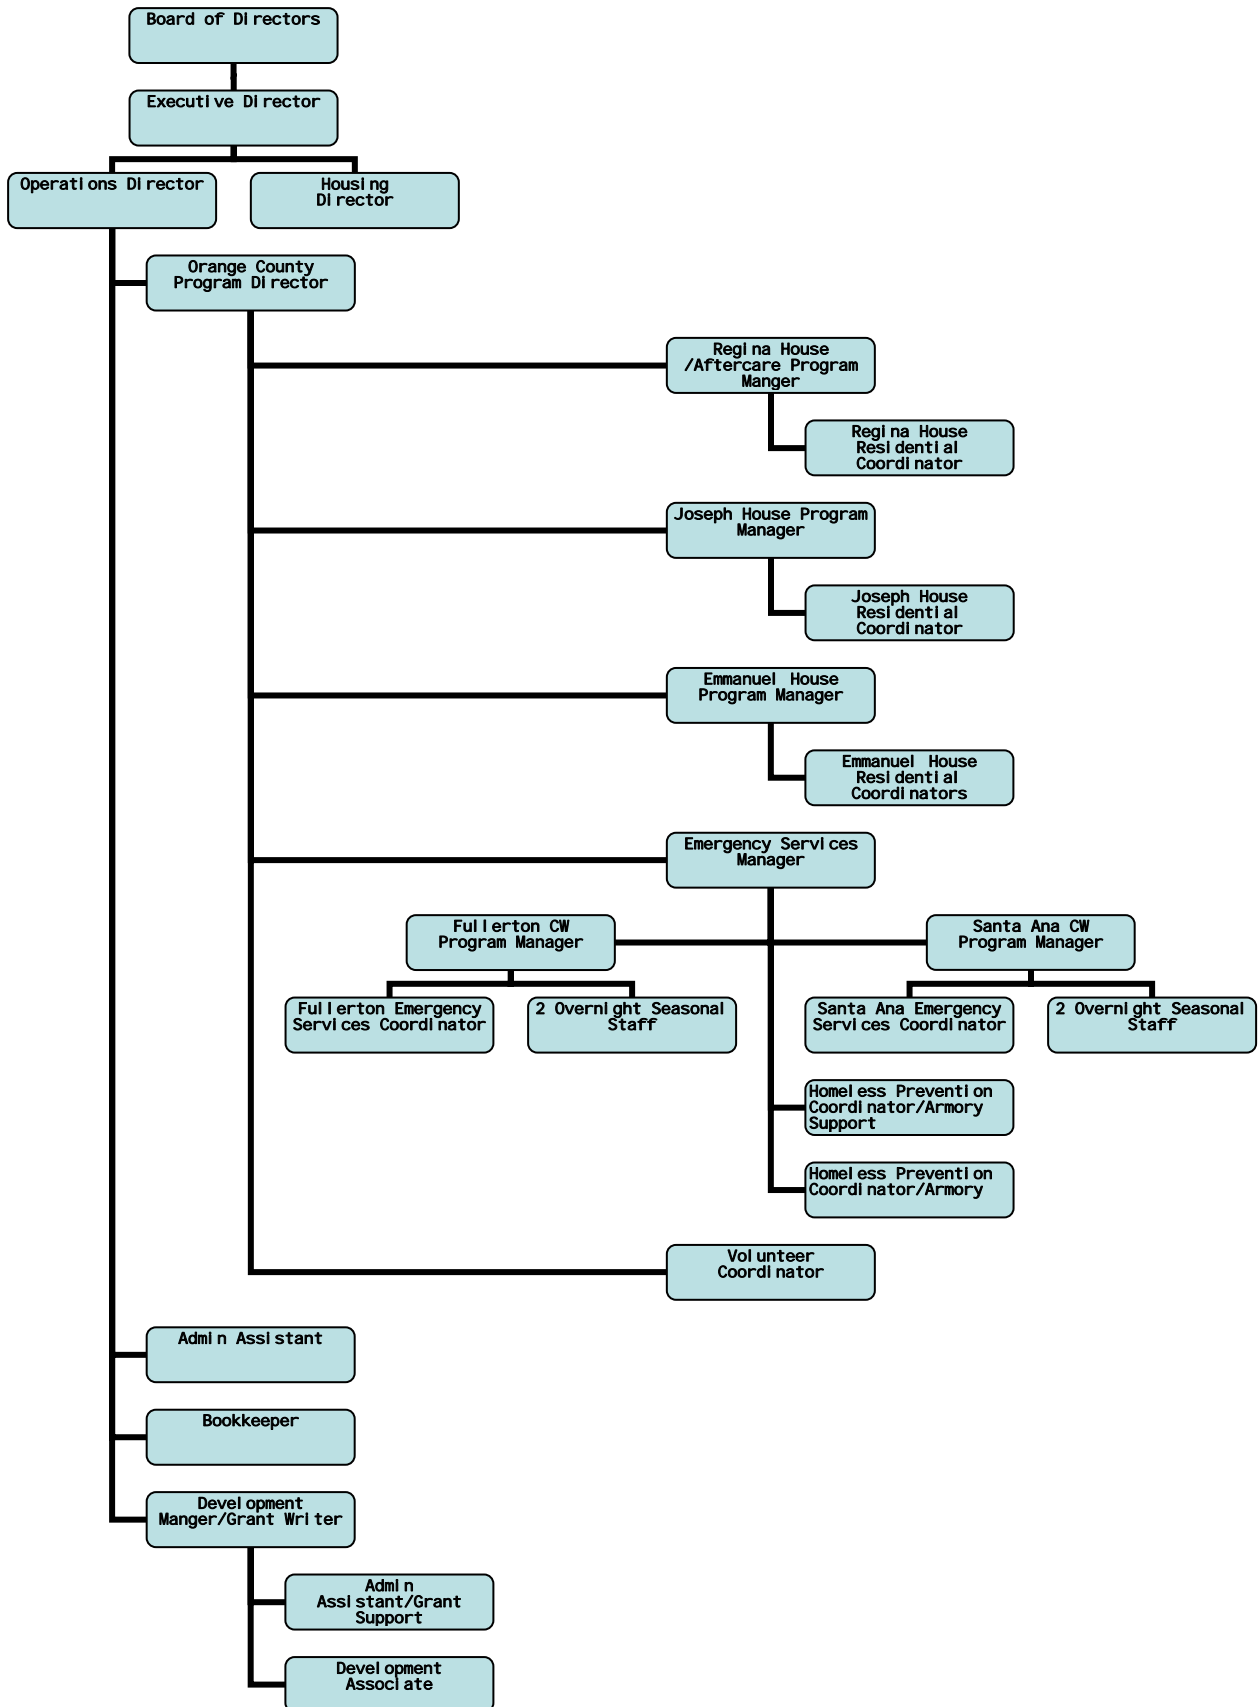 Board of Directors
Executive Director
Operations Director
Housing
Director
Orange County
Program Director
Regina House
/Aftercare Program
Manger
Regina House
Residential
Coordinator
Joseph House Program
Manager
Joseph House
Residential
Coordinator
Emmanuel House
Program Manager
Emmanuel House
Residential
Coordinators
Emergency Services
Manager
Fullerton CW
Program Manager
Santa Ana CW
Program Manager
Fullerton Emergency
Services Coordinator
2 Overnight Seasonal
Staff
Santa Ana Emergency
Services Coordinator
2 Overnight Seasonal
Staff
Homeless Prevention
Coordinator/Armory
Support
Homeless Prevention
Coordinator/Armory
Volunteer
Coordinator
Admin Assistant
Bookkeeper
Development
Manger/Grant Writer
Admin
Assistant/Grant
Support
Development
Associate